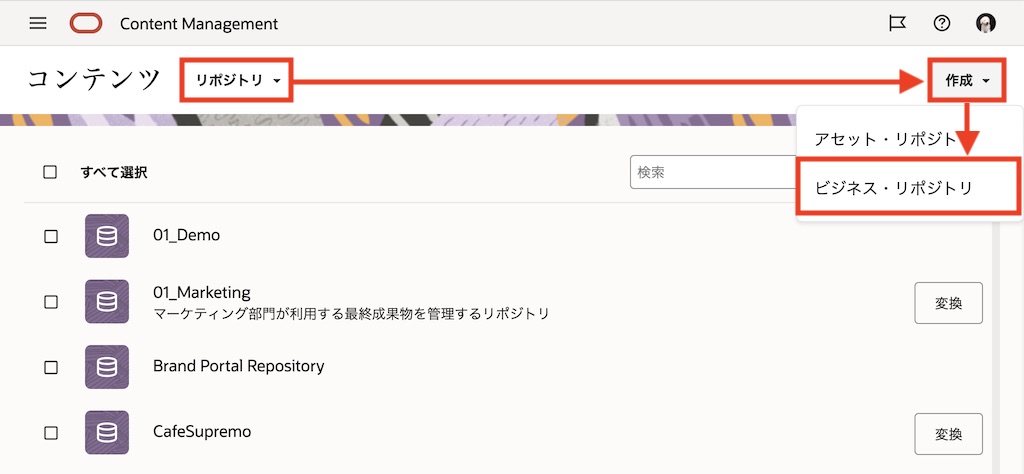 Content Management
コンテンツ リポジトリ 作成
アセット・リポジト
すべて選択 検索 ビジネス・リポジトリ
01_Demo
01_Marketing
マーケティング部門が利用する最終成果物を管理するリポジトリ 変換
Brand Portal Repository
CafeSupremo 変換